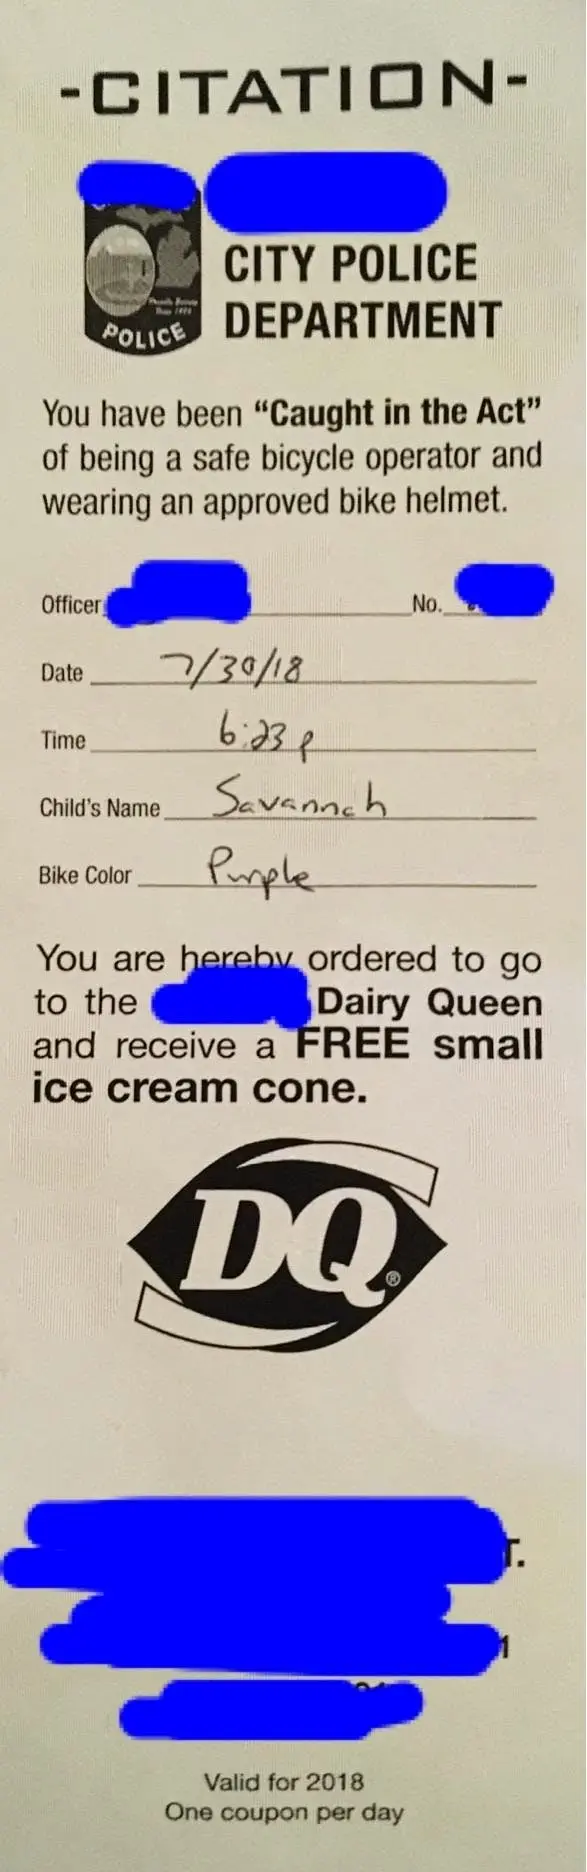 -CITATION-
CITY POLICE
DEPARTMENT
POLICE
You have been “Caught in the Act”
of being a safe bicycle operator and
wearing an approved bike helmet.
Officer No.
Date 7/30/18
Time 6:23 p
Child's Name Savannah
Bike Color Purple
You are hereby ordered to go
to the Dairy Queen
and receive a FREE small
ice cream cone.
DQ®
T.
1
Valid for 2018
One coupon per day